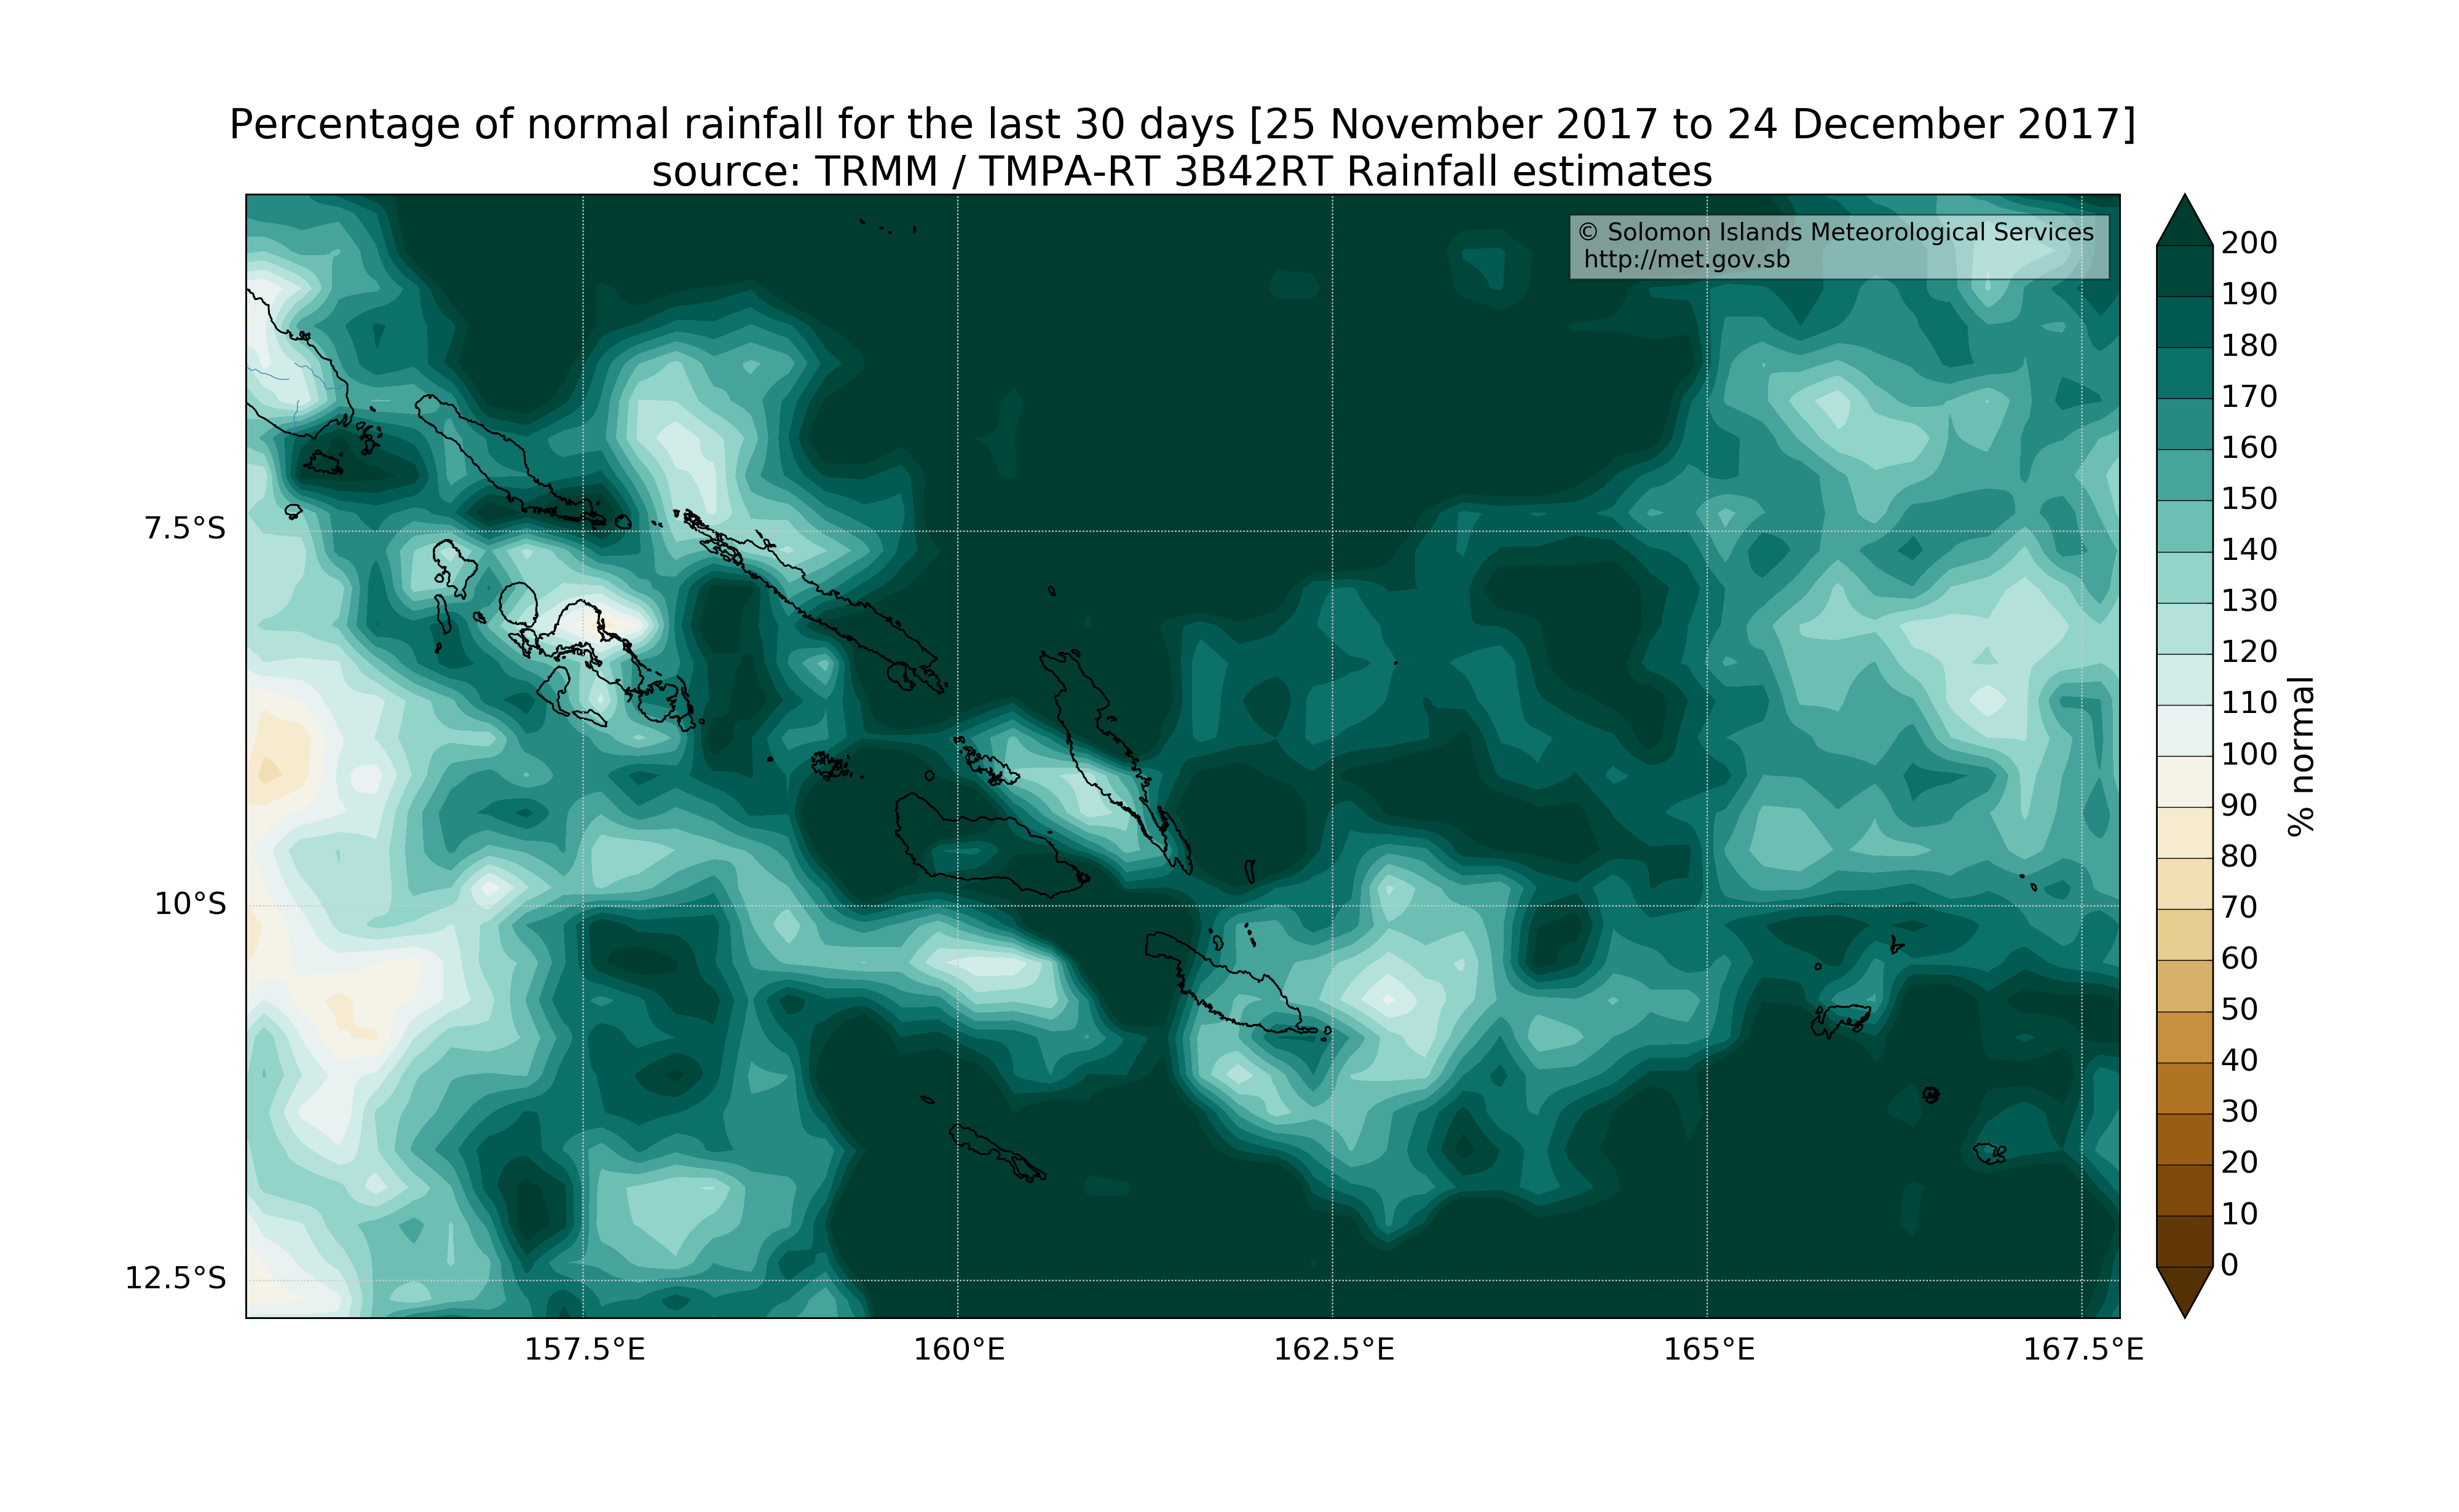 Percentage of normal rainfall for the last 30 days [25 November 2017 to 24 December 2017]
source: TRMM / TMPA-RT 3B42RT Rainfall estimates
© Solomon Islands Meteorological Services
http://met.gov.sb
7.5°S
10°S
12.5°S
157.5°E
160°E
162.5°E
165°E
167.5°E
200
190
180
170
160
150
140
130
120
110
100
90
80
70
60
50
40
30
20
10
0
% normal